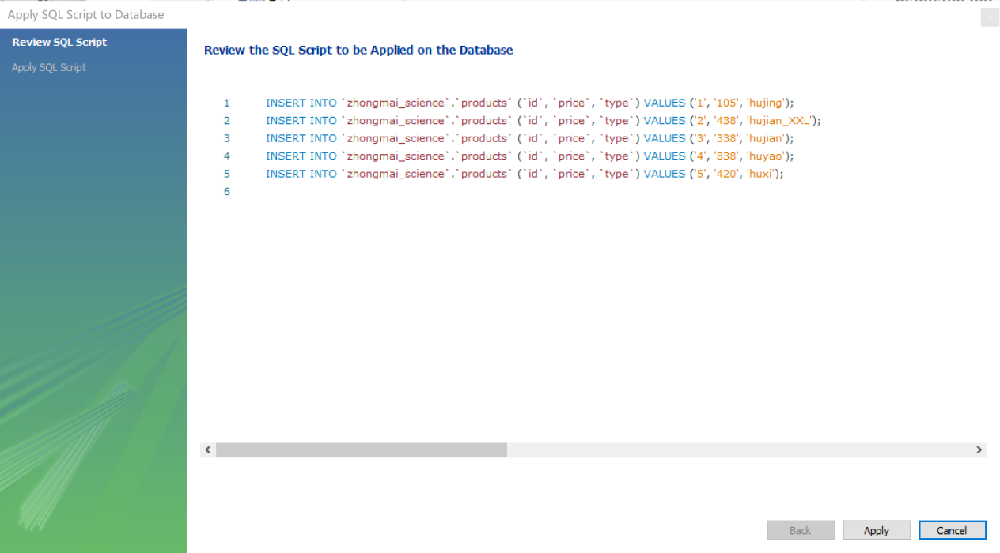 Apply SQL Script to Database
Review SQL Script
Apply SQL Script
Review the SQL Script to be Applied on the Database
1 INSERT INTO `zhongmai_science`.`products` (`id`, `price`, `type`) VALUES ('1', '105', 'hujing');
2 INSERT INTO `zhongmai_science`.`products` (`id`, `price`, `type`) VALUES ('2', '438', 'hujian_XXL');
3 INSERT INTO `zhongmai_science`.`products` (`id`, `price`, `type`) VALUES ('3', '338', 'hujian');
4 INSERT INTO `zhongmai_science`.`products` (`id`, `price`, `type`) VALUES ('4', '838', 'huyao');
5 INSERT INTO `zhongmai_science`.`products` (`id`, `price`, `type`) VALUES ('5', '420', 'huxi');
6
Back Apply Cancel